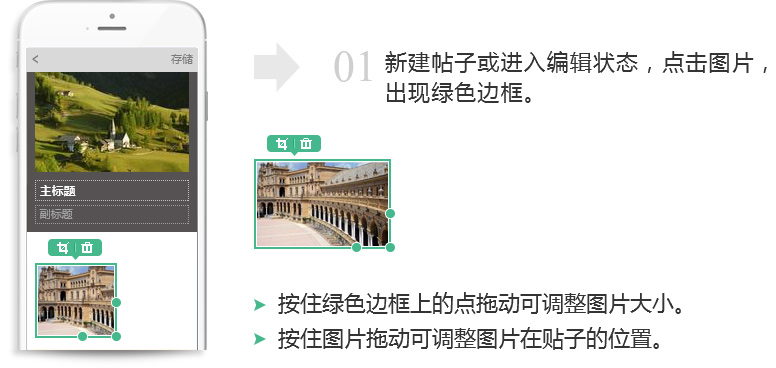 <
存储
主标题
副标题
01
新建帖子或进入编辑状态，点击图片，
出现绿色边框。
按住绿色边框上的点拖动可调整图片大小。
按住图片拖动可调整图片在贴子的位置。